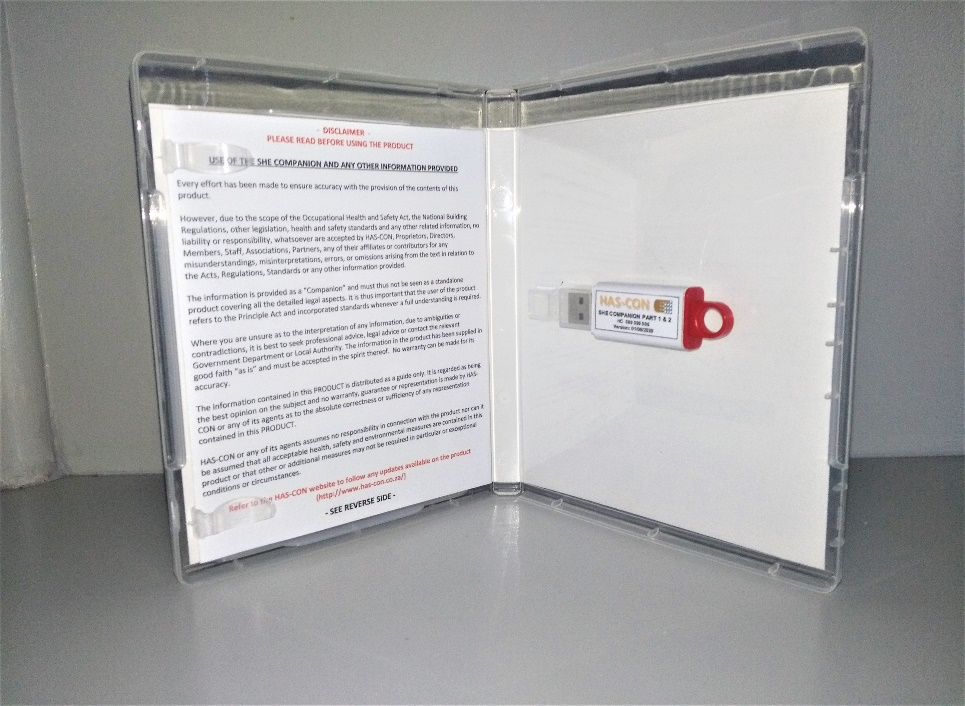 - DISCLAIMER -
PLEASE READ BEFORE USING THE PRODUCT
USE OF THE SHE COMPANION AND ANY OTHER INFORMATION PROVIDED
Every effort has been made to ensure accuracy with the provision of the contents of this
product.
However, due to the scope of the Occupational Health and Safety Act, the National Building
Regulations, other legislation, health and safety standards and any other related information, no
liability or responsibility, whatsoever are accepted by HAS-CON, Proprietors, Directors,
Members, Staff, Associations, Partners, any of their affiliates or contributors for any
misunderstandings, misinterpretations, errors, or omissions arising from the text in relation to
the Acts, Regulations, Standards or any other information provided.
The information is provided as a "Companion" and must thus not be seen as a standalone
product covering all the detailed legal aspects. It is thus important that the user of the product
refers to the Principle Act and incorporated standards whenever a full understanding is required.
Where you are unsure as to the interpretation of any information, due to ambiguities or
contradictions, it is best to seek professional advice, legal advice or contact the relevant
Government Department or Local Authority. The information in the product has been supplied in
good faith "as is" and must be accepted in the spirit thereof. No warranty can be made for its
accuracy.
The information contained in this PRODUCT is distributed as a guide only. It is regarded as being
the best opinion on the subject and no warranty, guarantee or representation is made by HAS-
CON or any of its agents as to the absolute correctness or sufficiency of any representation
contained in this PRODUCT.
HAS-CON or any of its agents assumes no responsibility in connection with the product nor can it
be assumed that all acceptable health, safety and environmental measures are contained in this
product or that other or additional measures may not be required in particular or exceptional
conditions or circumstances.
Refer to the HAS-CON website to follow any updates available on the product
(http://www.has-con.co.za/)
- SEE REVERSE SIDE -
HAS-CON
SHE COMPANION PART 1 & 2